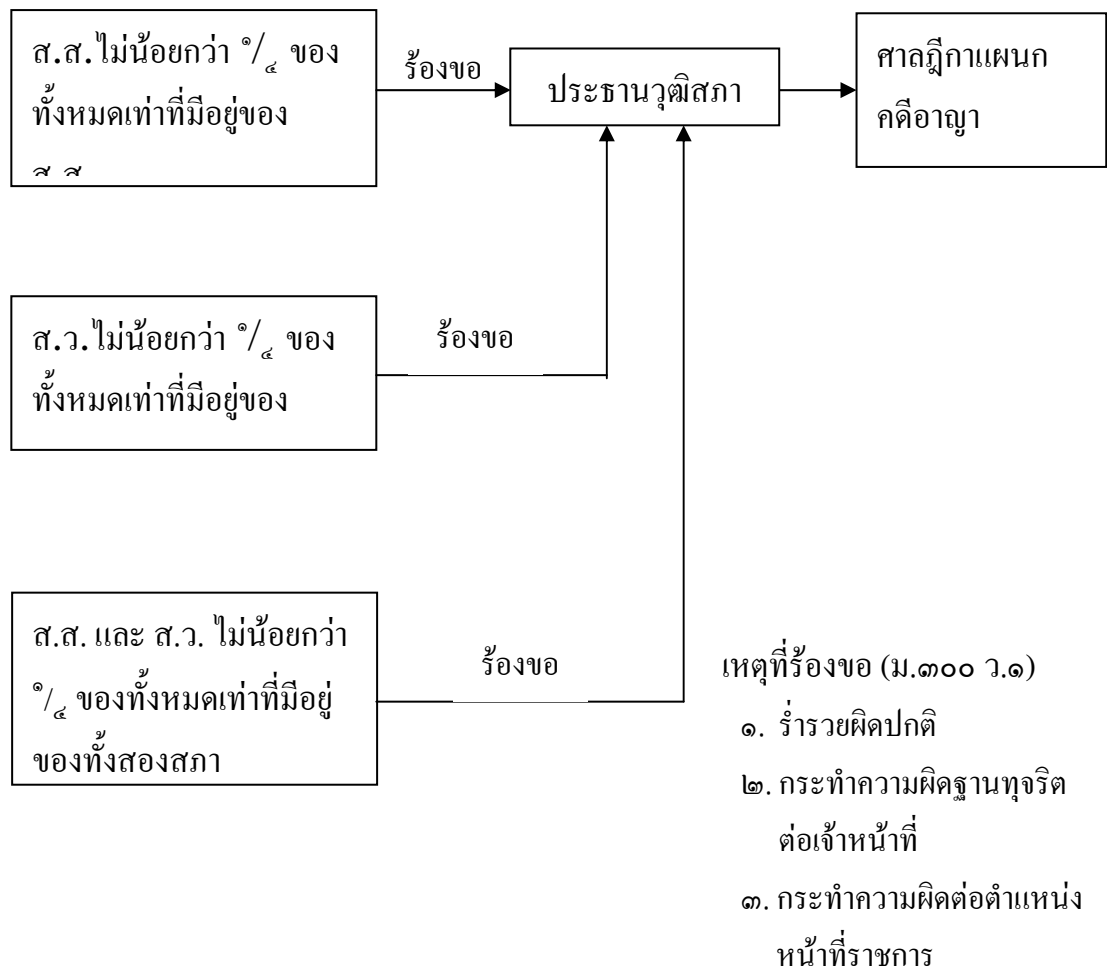 ส.ส.ไม่น้อยกว่า ๑/๔ ของ
ทั้งหมดเท่าที่มีอยู่ของ
ส.ส.
ร้องขอ
ประธานวุฒิสภา
ศาลฎีกาแผนก
คดีอาญา
ส.ว.ไม่น้อยกว่า ๑/๔ ของ
ทั้งหมดเท่าที่มีอยู่ของ
ร้องขอ
ส.ส. และ ส.ว. ไม่น้อยกว่า
๑/๔ ของทั้งหมดเท่าที่มีอยู่
ของทั้งสองสภา
ร้องขอ
เหตุที่ร้องขอ (ม.๓๐๐ ว.๑)
๑. ร่ำรวยผิดปกติ
๒. กระทำความผิดฐานทุจริต
ต่อเจ้าหน้าที่
๓. กระทำความผิดต่อตำแหน่ง
หน้าที่ราชการ